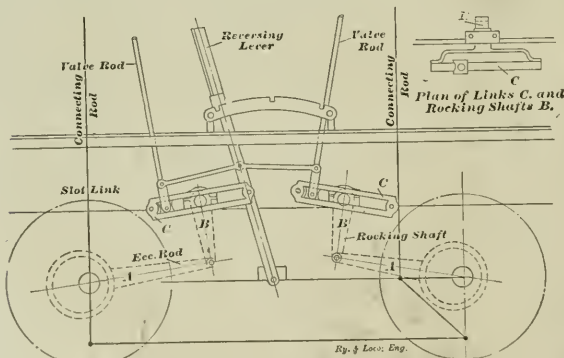 Reversing
Lever
Valve Rod
Connecting
Rod
Valve
Rod
Connecting
Rod
C
Plan of Links C. and
Rocking Shafts B.
Slot Link
C
B
Ecc. Rod
C
B
Rocking Shaft
Ry. & Loco. Eng.